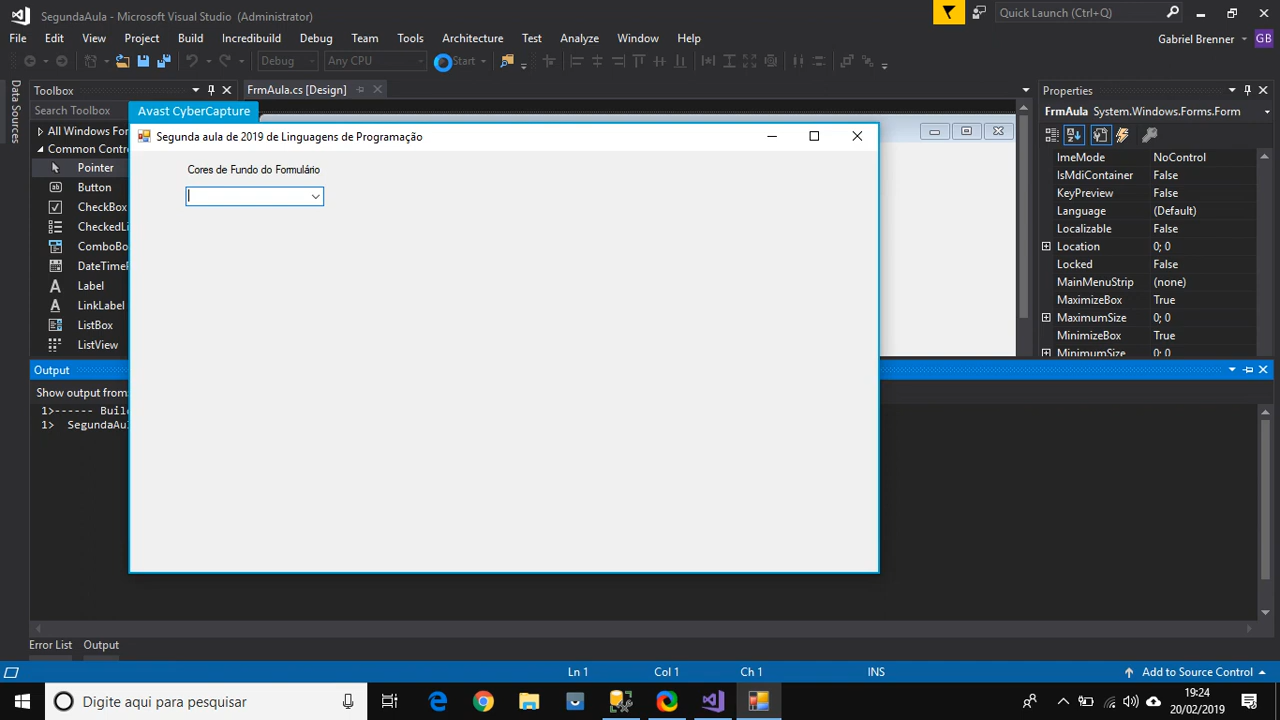 SegundaAula - Microsoft Visual Studio (Administrator)
Quick Launch (Ctrl+Q)
File Edit View Project Build Incredibuild Debug Team Tools Architecture Test Analyze Window Help
Gabriel Brenner GB
Debug Any CPU Start
Data Sources
Toolbox
FrmAula.cs [Design]
Properties
Search Toolbox
Avast CyberCapture
FrmAula System.Windows.Forms.Form
All Windows Fo
Common Contr
Pointer
Button
CheckBox
CheckedLi
ComboBo
DateTimeP
Label
LinkLabel
ListBox
ListView
Segunda aula de 2019 de Linguagens de Programação
Cores de Fundo do Formulário
ImeMode NoControl
IsMdiContainer False
KeyPreview False
Language (Default)
Localizable False
Location 0; 0
Locked False
MainMenuStrip (none)
MaximizeBox True
MaximumSize 0; 0
MinimizeBox True
MinimumSize 0; 0
Output
Show output from:
1>------ Build
1> SegundaAu
Error List Output
Ln 1 Col 1 Ch 1 INS
Add to Source Control
Digite aqui para pesquisar
19:24
20/02/2019